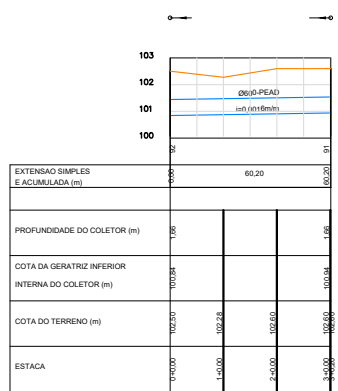 103
102
101
100
Ø600-PEAD
i=0,0016m/m
92
91
EXTENSAO SIMPLES
E ACUMULADA (m)
0,00
60,20
60,20
PROFUNDIDADE DO COLETOR (m)
1,66
1,66
COTA DA GERATRIZ INFERIOR
INTERNA DO COLETOR (m)
100,84
100,94
COTA DO TERRENO (m)
102,50
102,28
102,60
102,60
ESTACA
0+0,00
1+0,00
2+0,00
3+0,00
3+0,20